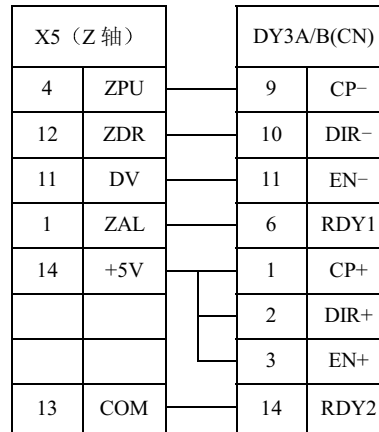 X5（Z 轴） DY3A/B(CN)
4 ZPU 9 CP−
12 ZDR 10 DIR−
11 DV 11 EN−
1 ZAL 6 RDY1
14 +5V 1 CP+
2 DIR+
3 EN+
13 COM 14 RDY2